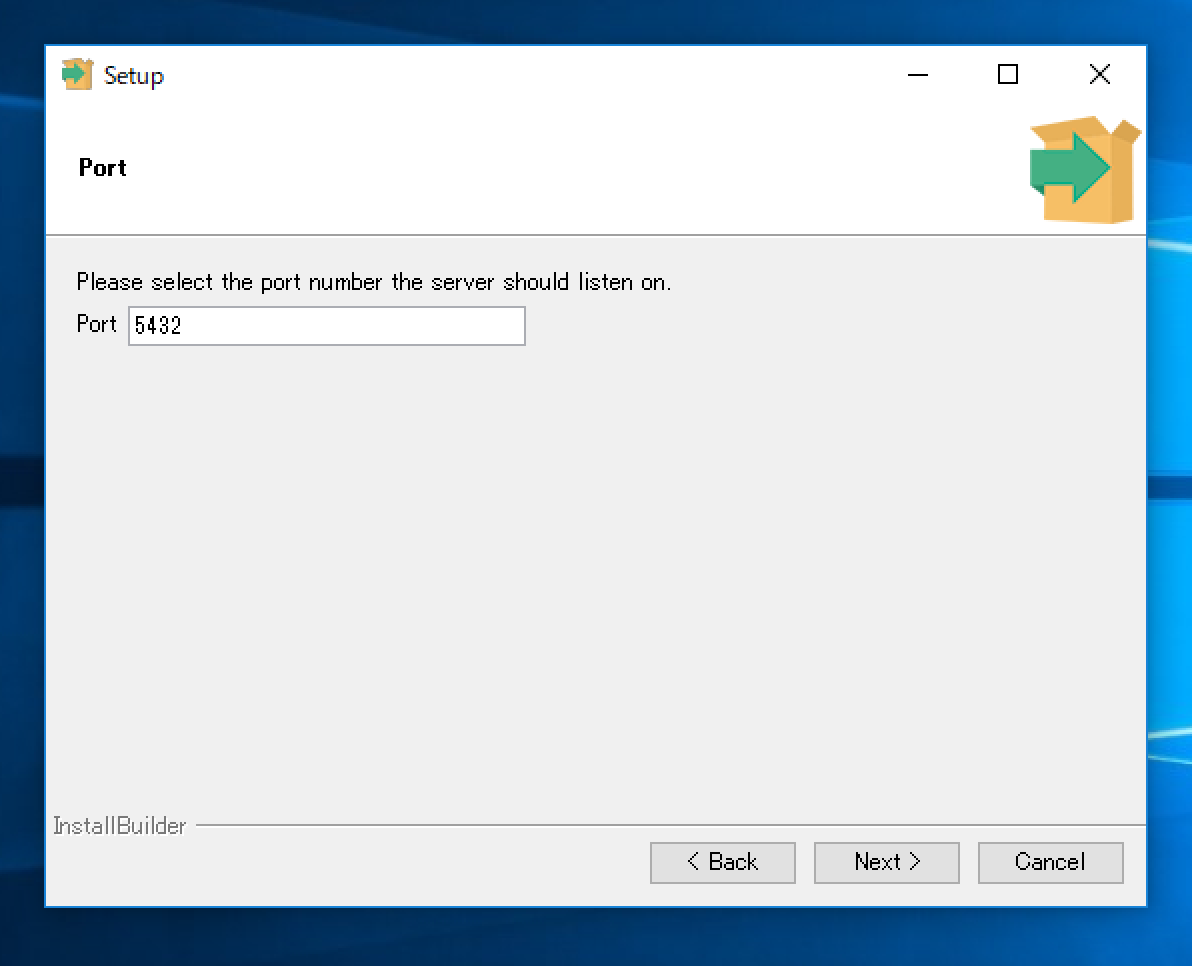 Setup
Port
Please select the port number the server should listen on.
Port 5432
InstallBuilder
< Back Next > Cancel